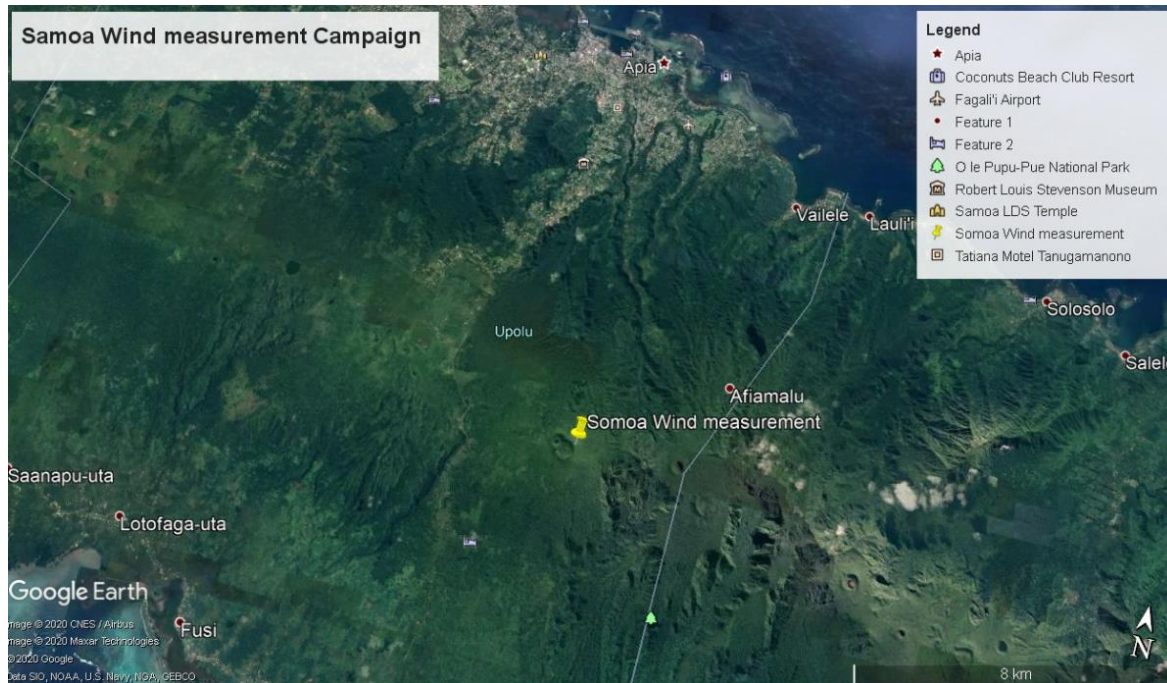 Samoa Wind measurement Campaign
Legend
Apia
Coconuts Beach Club Resort
Fagali'i Airport
Feature 1
Feature 2
O le Pupu-Pue National Park
Robert Louis Stevenson Museum
Samoa LDS Temple
Somoa Wind measurement
Tatiana Motel Tanugamanono
Apia
Vailele
Lauli'i
Solosolo
Salel
Upolu
Afiamalu
Somoa Wind measurement
Saanapu-uta
Lotofaga-uta
Fusi
Google Earth
mage © 2020 CNES / Airbus
mage © 2020 Maxar Technologies
© 2020 Google
Data SIO, NOAA, U.S. Navy, NGA, GEBCO
N
8 km